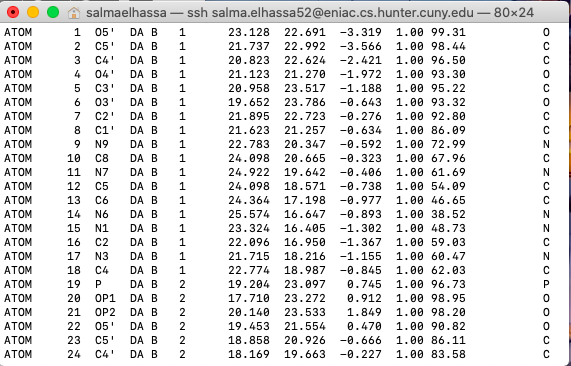 salmaelhassa — ssh salma.elhassa52@eniac.cs.hunter.cuny.edu — 80×24
ATOM      1  O5'  DA B   1      23.128  22.691  -3.319  1.00 99.31           O
ATOM      2  C5'  DA B   1      21.737  22.992  -3.566  1.00 98.44           C
ATOM      3  C4'  DA B   1      20.823  22.624  -2.421  1.00 96.50           C
ATOM      4  O4'  DA B   1      21.123  21.270  -1.972  1.00 93.30           O
ATOM      5  C3'  DA B   1      20.958  23.517  -1.188  1.00 95.22           C
ATOM      6  O3'  DA B   1      19.652  23.786  -0.643  1.00 93.32           O
ATOM      7  C2'  DA B   1      21.895  22.723  -0.276  1.00 92.80           C
ATOM      8  C1'  DA B   1      21.623  21.257  -0.634  1.00 86.09           C
ATOM      9  N9   DA B   1      22.783  20.347  -0.592  1.00 72.99           N
ATOM     10  C8   DA B   1      24.098  20.665  -0.323  1.00 67.96           C
ATOM     11  N7   DA B   1      24.922  19.642  -0.406  1.00 61.69           N
ATOM     12  C5   DA B   1      24.098  18.571  -0.738  1.00 54.09           C
ATOM     13  C6   DA B   1      24.364  17.198  -0.977  1.00 46.65           C
ATOM     14  N6   DA B   1      25.574  16.647  -0.893  1.00 38.52           N
ATOM     15  N1   DA B   1      23.324  16.405  -1.302  1.00 48.73           N
ATOM     16  C2   DA B   1      22.096  16.950  -1.367  1.00 59.03           C
ATOM     17  N3   DA B   1      21.715  18.216  -1.155  1.00 60.47           N
ATOM     18  C4   DA B   1      22.774  18.987  -0.845  1.00 62.03           C
ATOM     19  P    DA B   2      19.204  23.097   0.745  1.00 96.73           P
ATOM     20  OP1  DA B   2      17.710  23.272   0.912  1.00 98.95           O
ATOM     21  OP2  DA B   2      20.140  23.533   1.849  1.00 98.20           O
ATOM     22  O5'  DA B   2      19.453  21.554   0.470  1.00 90.82           O
ATOM     23  C5'  DA B   2      18.858  20.926  -0.666  1.00 86.11           C
ATOM     24  C4'  DA B   2      18.169  19.663  -0.227  1.00 83.58           C